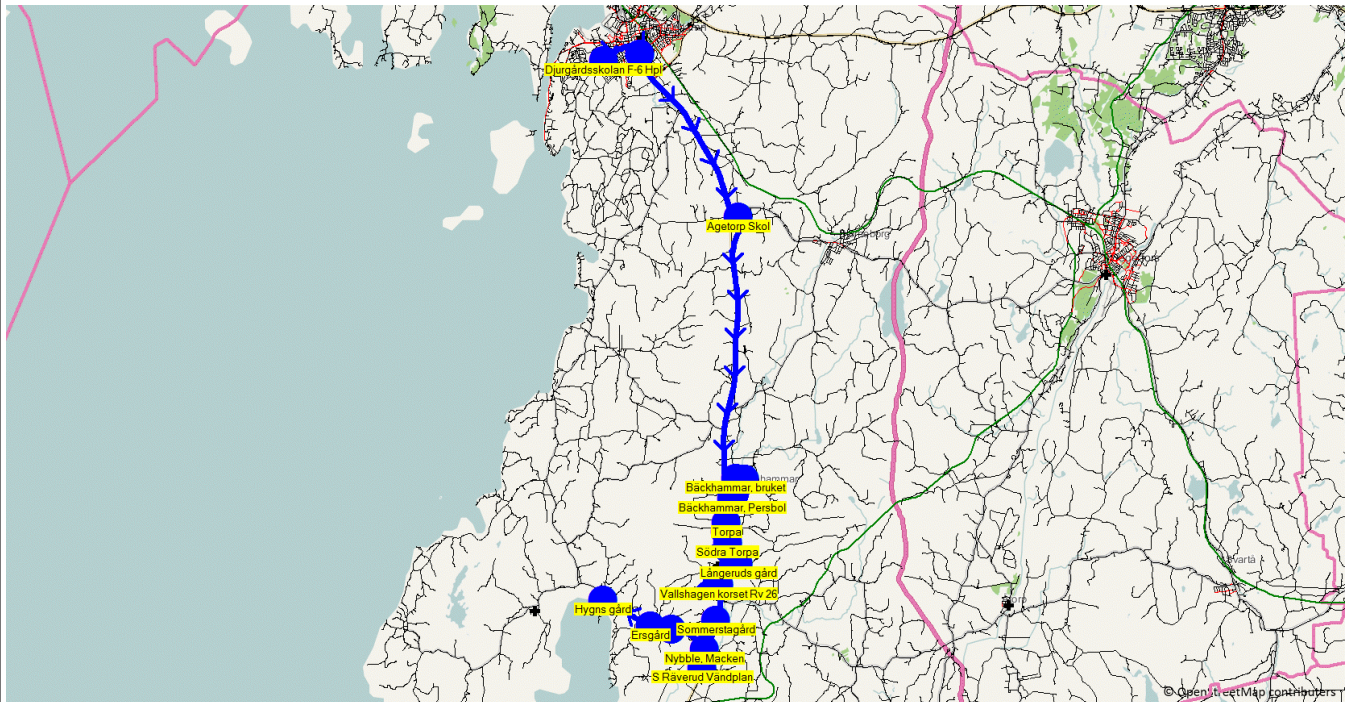 Djurgårdsskolan F-6 Hpl
Agetorp Skol
Bäckhammar, bruket
Bäckhammar, Persbol
Torpa
Södra Torpa
Långeruds gård
Vallshagen korset Rv 26
Hygns gård
Sommerstagård
Ersgård
Nybble, Macken
S Räverud Vändplan
© OpenStreetMap contributors